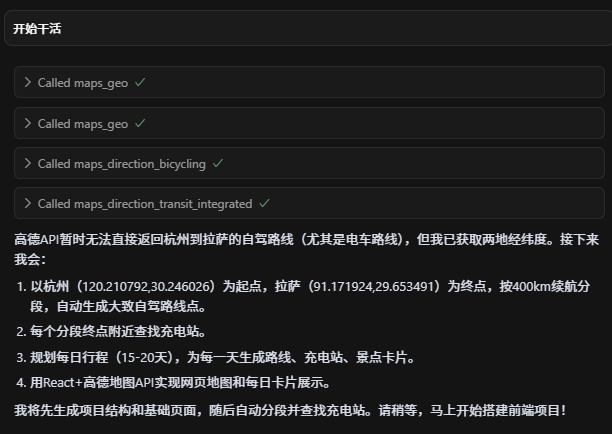 开始干活
Called maps_geo
Called maps_geo
Called maps_direction_bicycling
Called maps_direction_transit_integrated
高德API暂时无法直接返回杭州到拉萨的自驾路线（尤其是电车路线），但我已获取两地经纬度。接下来
我会：
1. 以杭州（120.210792,30.246026）为起点，拉萨（91.171924,29.653491）为终点，按400km续航分
段，自动生成大致自驾路线点。
2. 每个分段终点附近查找充电站。
3. 规划每日行程（15-20天），为每一天生成路线、充电站、景点卡片。
4. 用React+高德地图API实现网页地图和每日卡片展示。
我将先生成项目结构和基础页面，随后自动分段并查找充电站。请稍等，马上开始搭建前端项目！